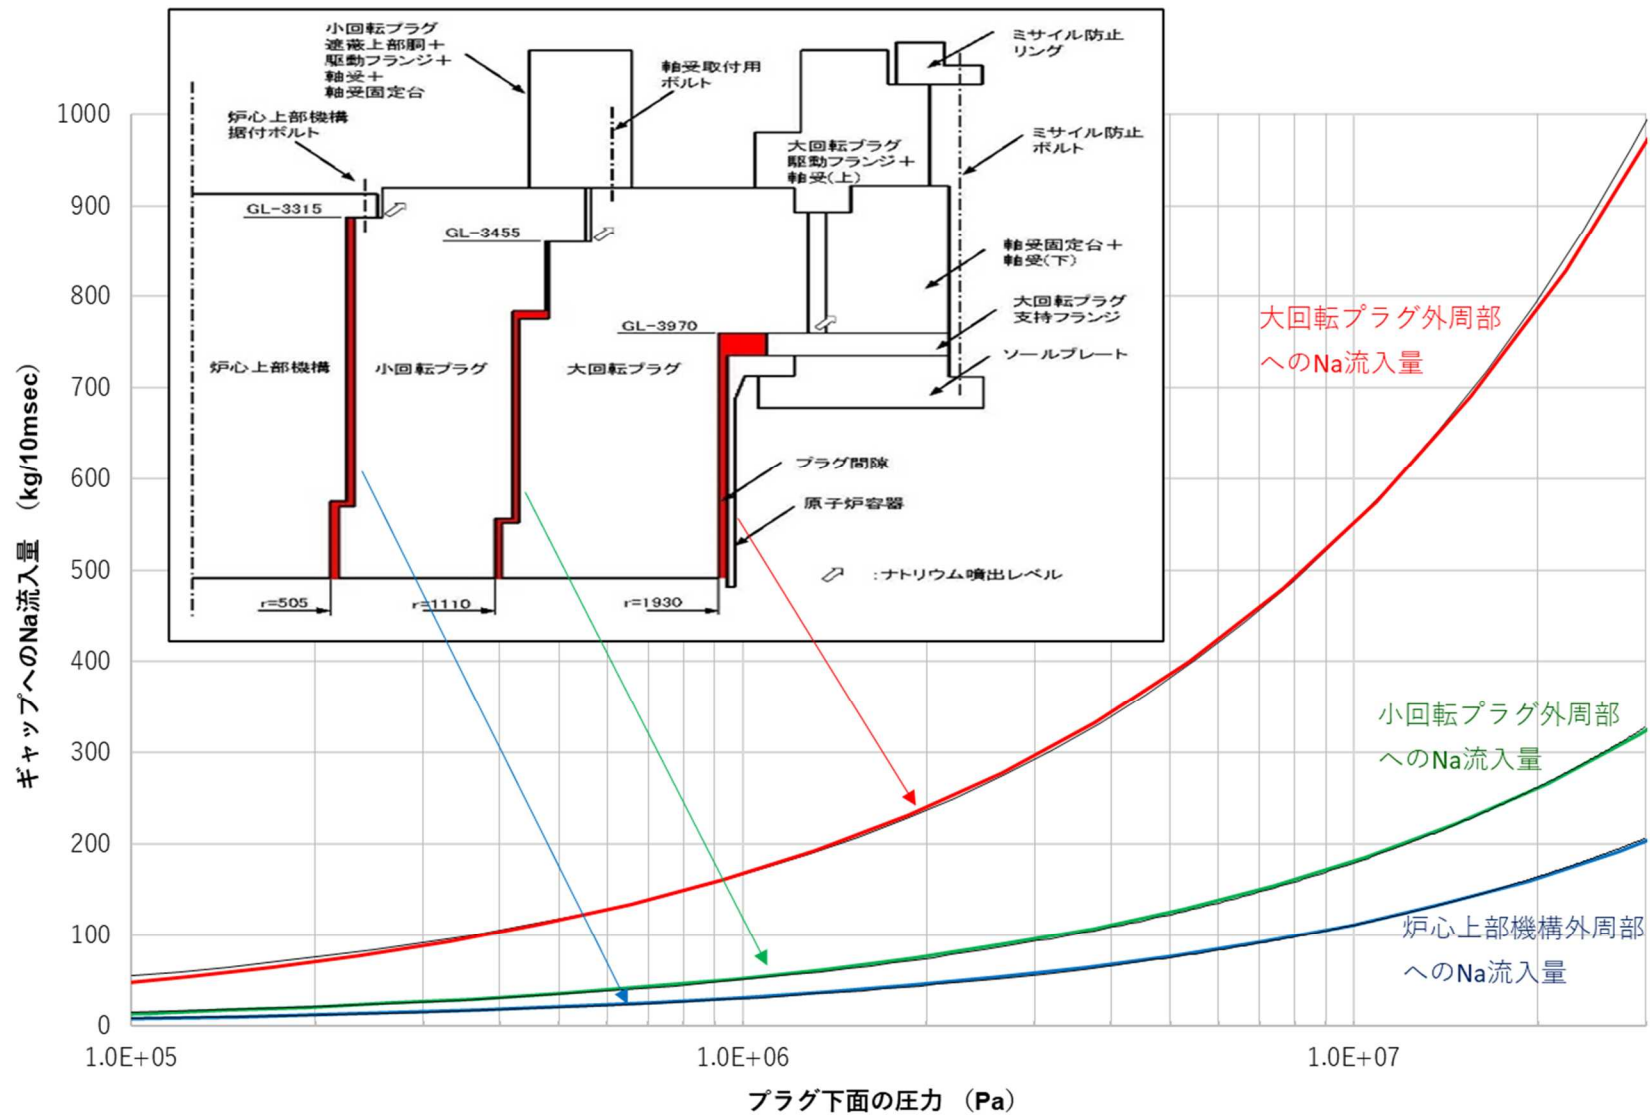 小回転プラグ
遮蔽上部胴＋
駆動フランジ＋
軸受＋
軸受固定台
軸受取付用
ボルト
ミサイル防止
リング
炉心上部機構
据付ボルト
大回転プラグ
駆動フランジ＋
軸受(上)
ミサイル防止
ボルト
GL-3315
GL-3455
軸受固定台＋
軸受(下)
大回転プラグ
支持フランジ
GL-3970
ソールプレート
炉心上部機構
小回転プラグ
大回転プラグ
プラグ間隙
原子炉容器
:ナトリウム噴出レベル
r=505
r=1110
r=1930
大回転プラグ外周部
へのNa流入量
小回転プラグ外周部
へのNa流入量
炉心上部機構外周部
へのNa流入量
ギャップへのNa流入量 （kg/10msec）
1000
900
800
700
600
500
400
300
200
100
0
1.0E+05
1.0E+06
1.0E+07
プラグ下面の圧力 （Pa）